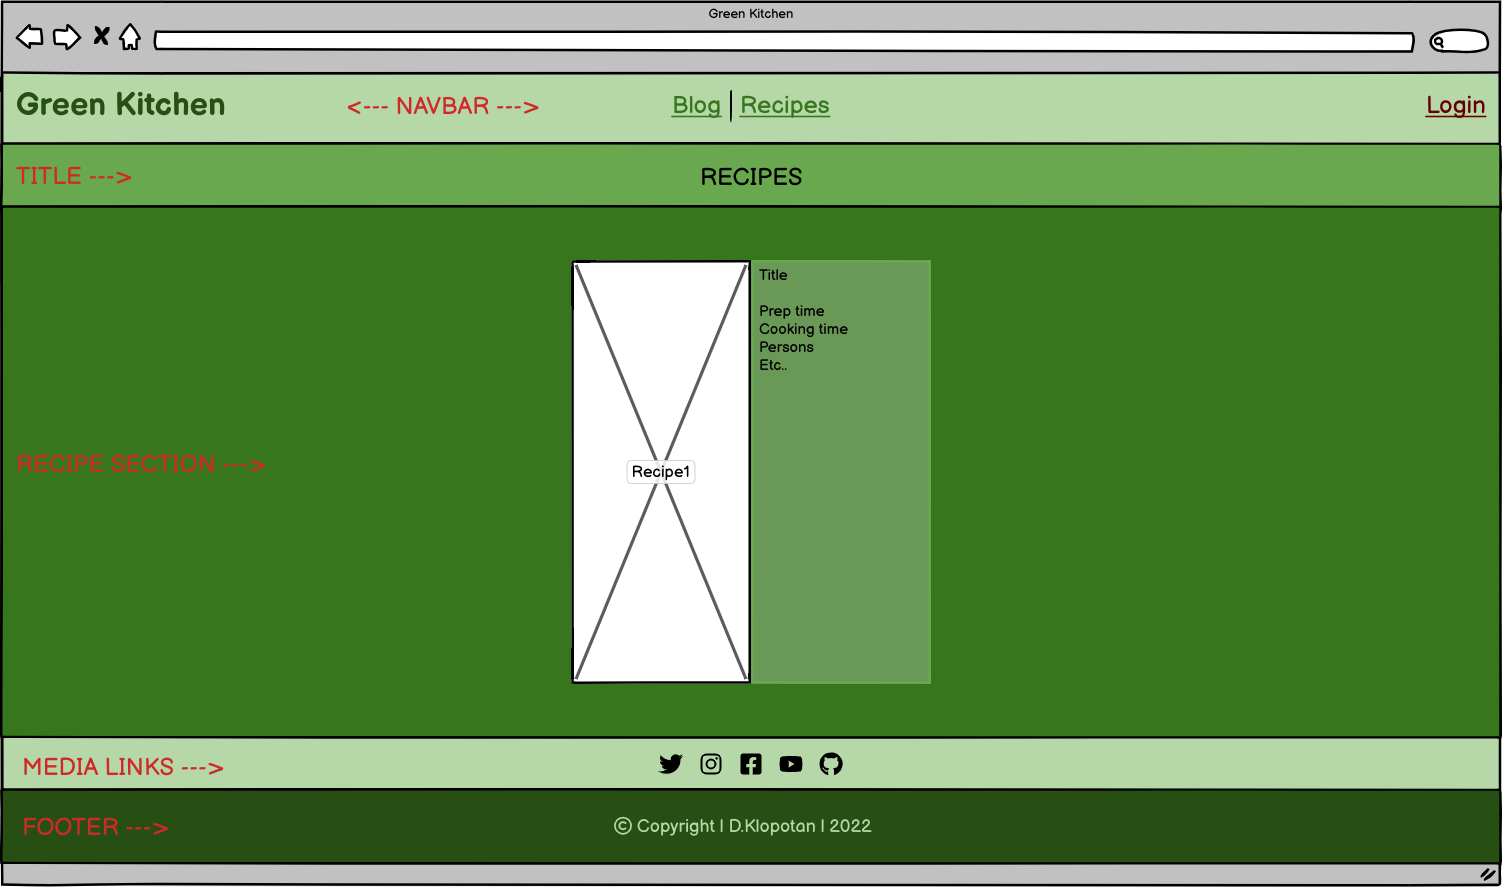 Green Kitchen
Green Kitchen <--- NAVBAR ---> Blog Recipes Login
TITLE ---> RECIPES
Title
Prep time
Cooking time
Persons
Etc..
RECIPE SECTION --->
Recipe1
MEDIA LINKS --->
FOOTER ---> © Copyright | D.Klopotan | 2022